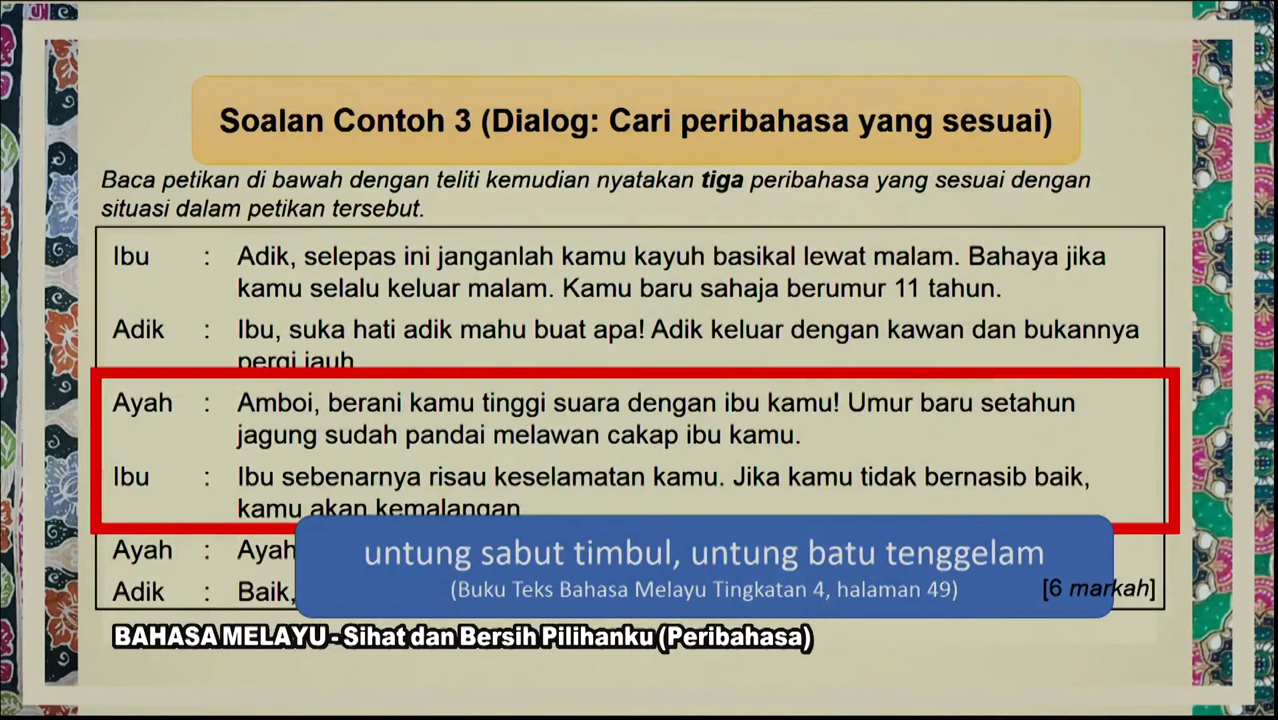 Soalan Contoh 3 (Dialog: Cari peribahasa yang sesuai)
Baca petikan di bawah dengan teliti kemudian nyatakan tiga peribahasa yang sesuai dengan
situasi dalam petikan tersebut.
Ibu : Adik, selepas ini janganlah kamu kayuh basikal lewat malam. Bahaya jika
kamu selalu keluar malam. Kamu baru sahaja berumur 11 tahun.
Adik : Ibu, suka hati adik mahu buat apa! Adik keluar dengan kawan dan bukannya
pergi jauh
Ayah : Amboi, berani kamu tinggi suara dengan ibu kamu! Umur baru setahun
jagung sudah pandai melawan cakap ibu kamu.
Ibu : Ibu sebenarnya risau keselamatan kamu. Jika kamu tidak bernasib baik,
kamu akan kemalangan
Ayah : Ayah
untung sabut timbul, untung batu tenggelam
(Buku Teks Bahasa Melayu Tingkatan 4, halaman 49)
Adik : Baik,
[6 markah]
BAHASA MELAYU - Sihat dan Bersih Pilihanku (Peribahasa)